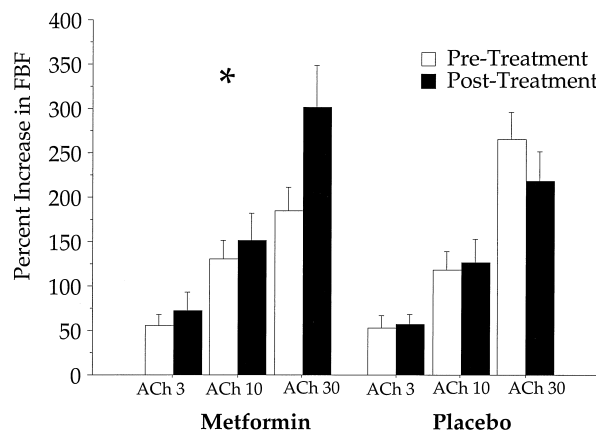 400
350
300
250
200
150
100
50
0
Percent Increase in FBF
*
Pre-Treatment
Post-Treatment
ACh 3 ACh 10 ACh 30 ACh 3 ACh 10 ACh 30
Metformin Placebo